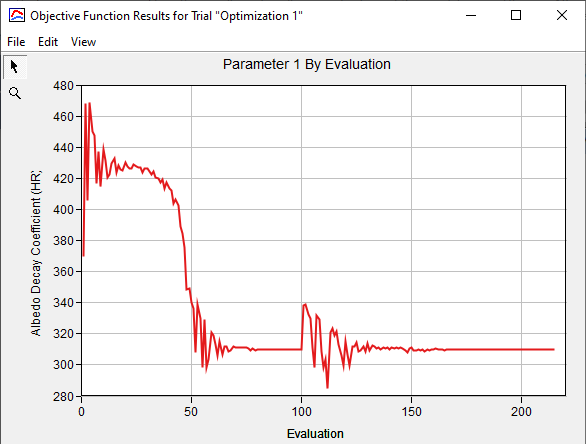 Objective Function Results for Trial "Optimization 1"
File Edit View
Parameter 1 By Evaluation
Albedo Decay Coefficient (HR;
480
460
440
420
400
380
360
340
320
300
280
0 50 100 150 200
Evaluation